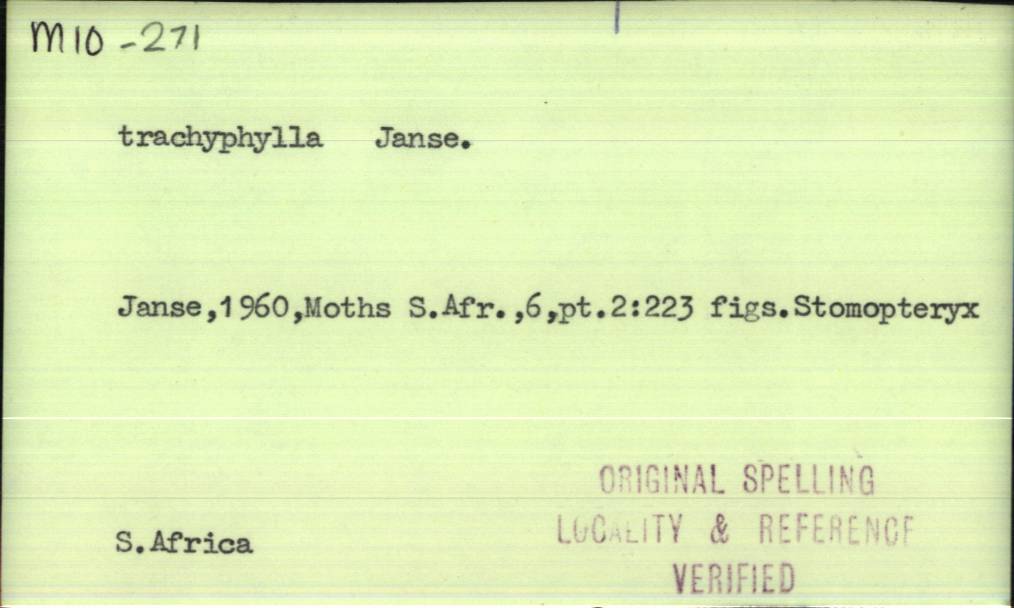 M10-271
trachyphylla Janse.
Janse,1960,Moths S.Afr.,6,pt.2:223 figs.Stomopteryx
ORIGINAL SPELLING
LOCALITY & REFERENCE
S.Africa
VERIFIED